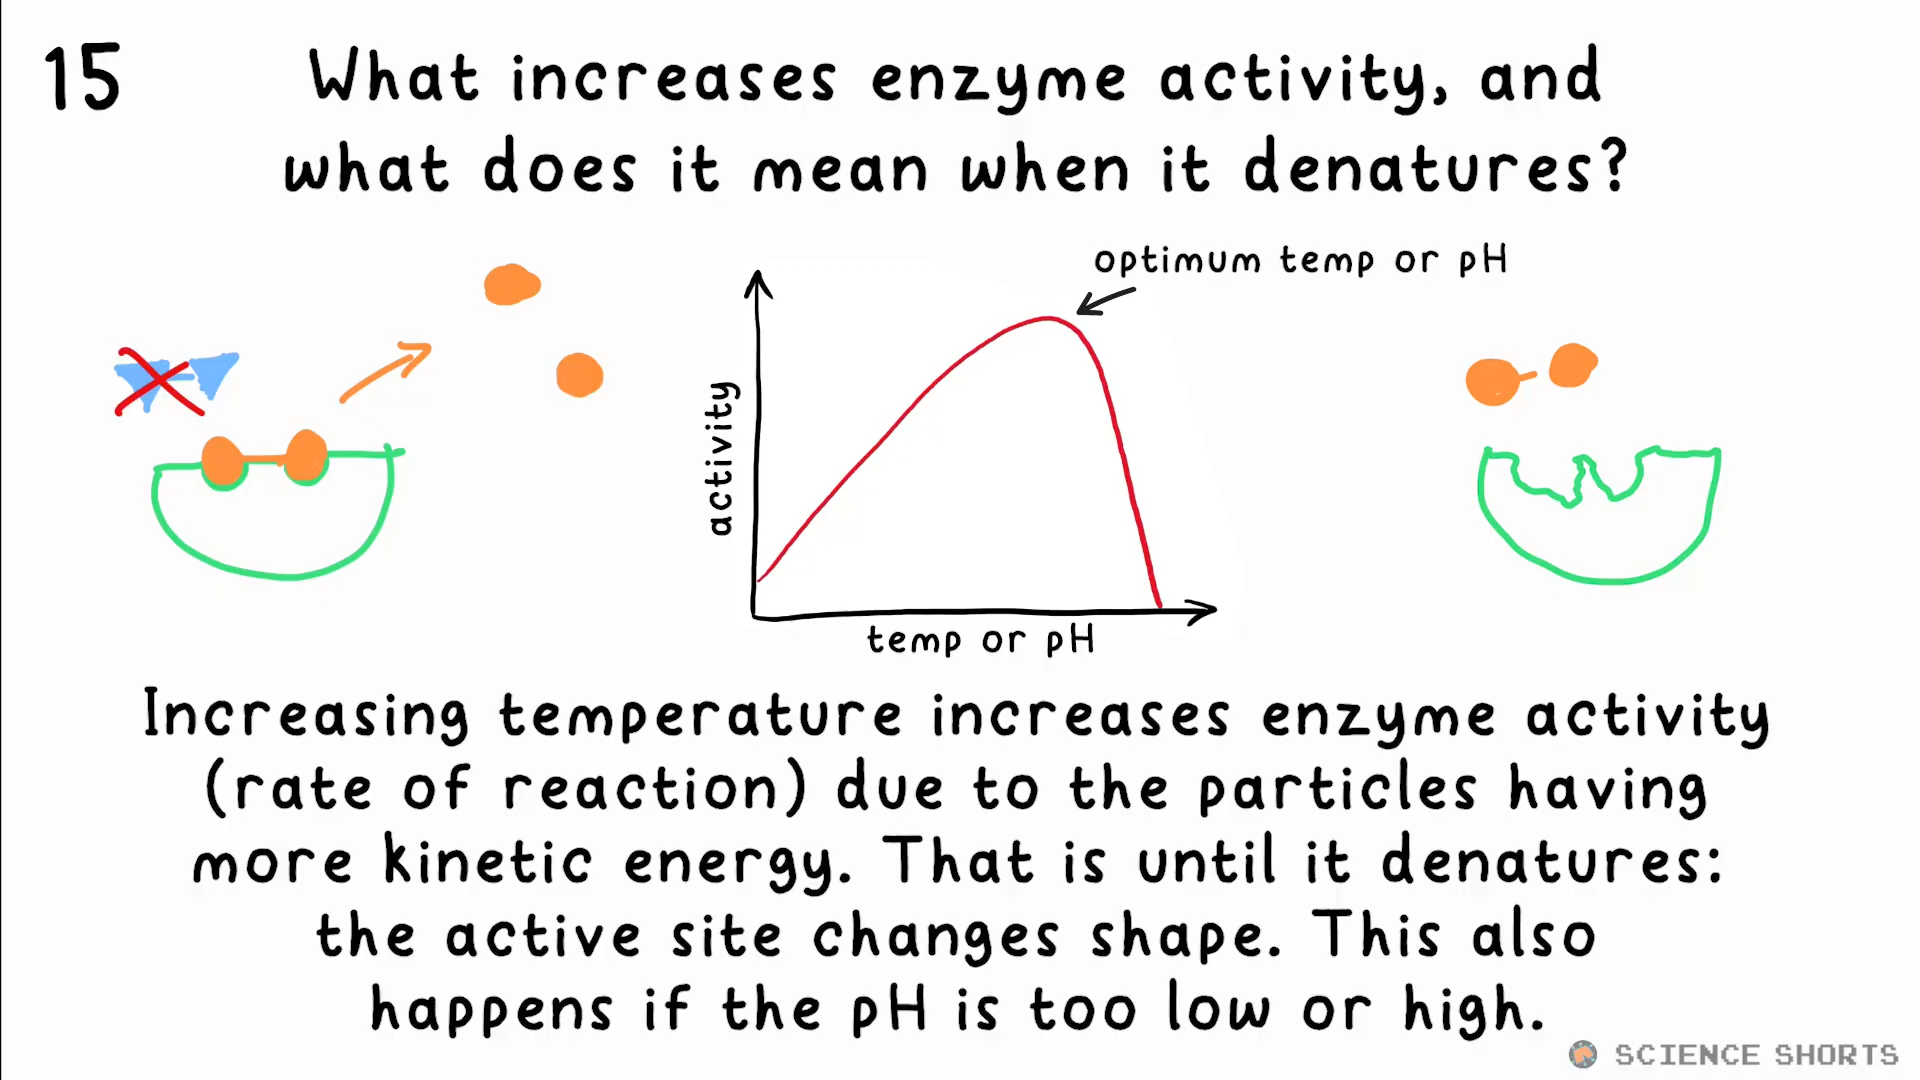 15
What increases enzyme activity, and
what does it mean when it denatures?
optimum temp or pH
activity
temp or pH
Increasing temperature increases enzyme activity
(rate of reaction) due to the particles having
more kinetic energy. That is until it denatures:
the active site changes shape. This also
happens if the pH is too low or high.
SCIENCE SHORTS